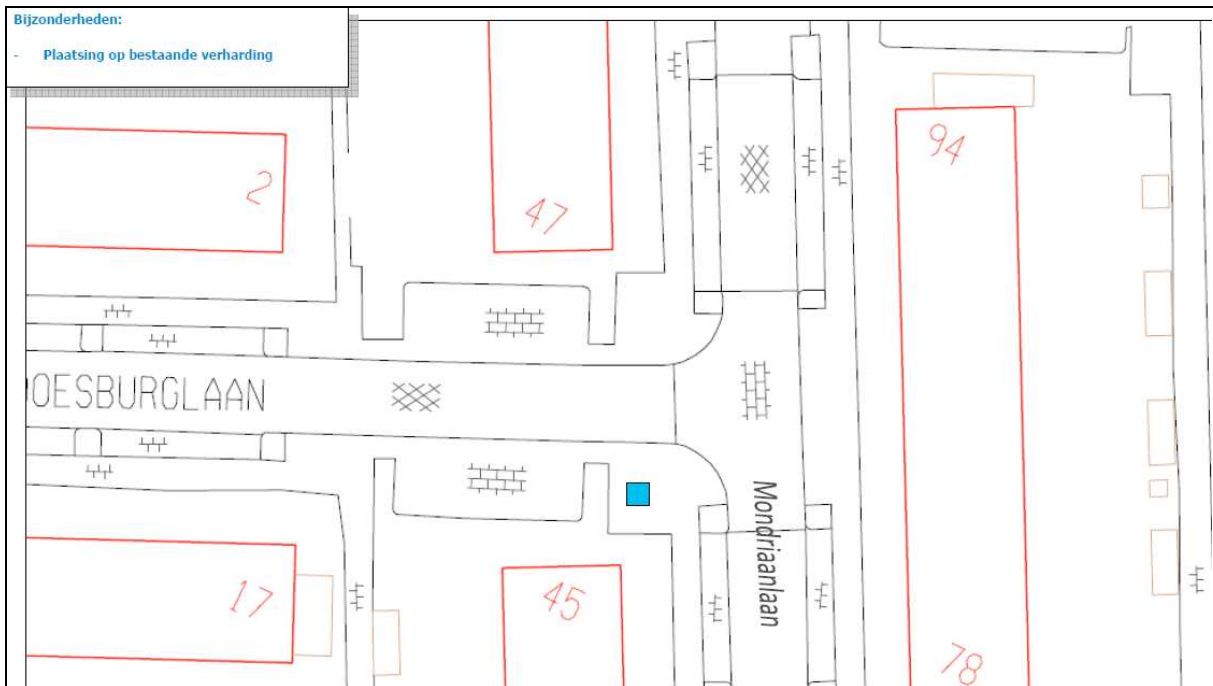 Bijzonderheden:
- Plaatsing op bestaande verharding
94
2
47
OESBURGLAAN
Mondriaanlaan
17
45
78